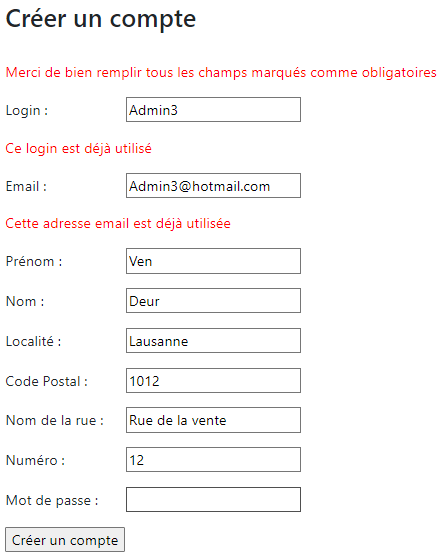 Créer un compte
Merci de bien remplir tous les champs marqués comme obligatoires
Login : Admin3
Ce login est déjà utilisé
Email : Admin3@hotmail.com
Cette adresse email est déjà utilisée
Prénom : Ven
Nom : Deur
Localité : Lausanne
Code Postal : 1012
Nom de la rue : Rue de la vente
Numéro : 12
Mot de passe :
Créer un compte